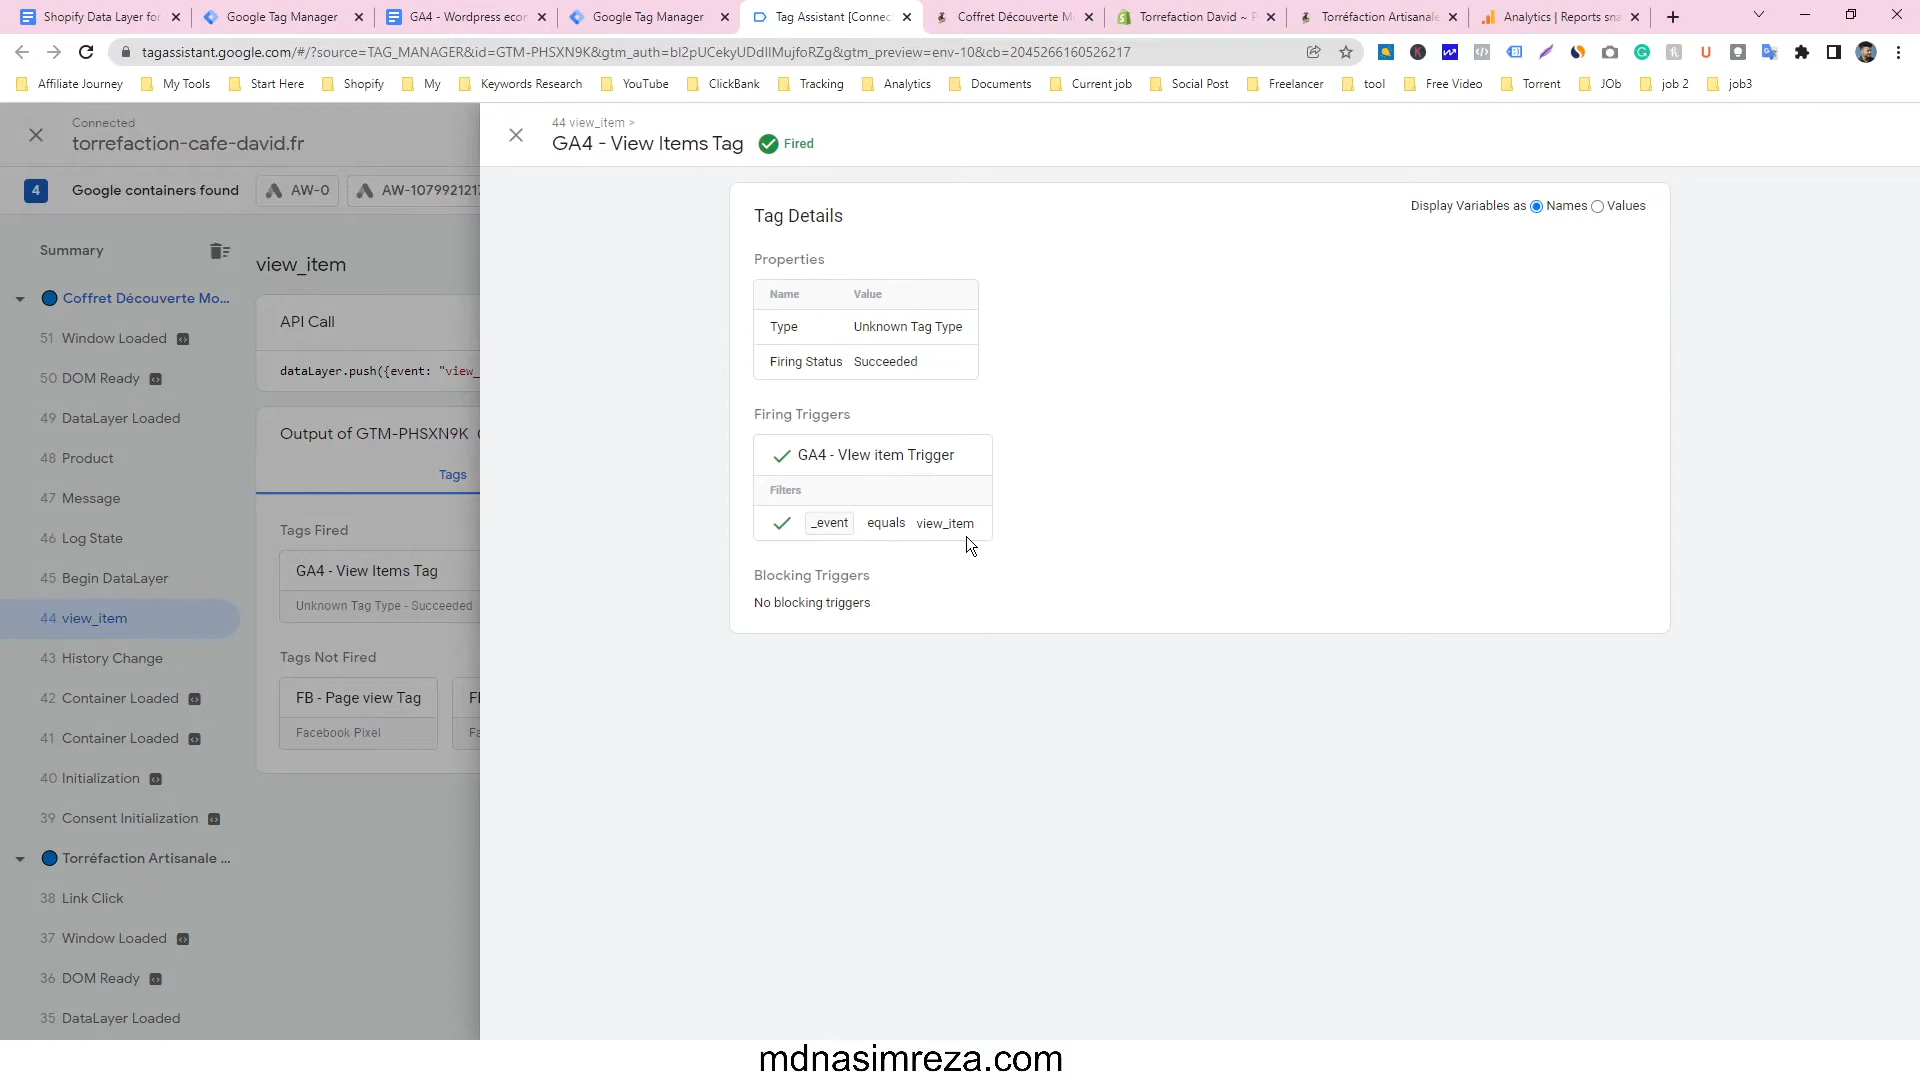 Shopify Data Layer for
Google Tag Manager
GA4 - Wordpress ecor
Google Tag Manager
Tag Assistant [Connec
Coffret Découverte M
Torrefaction David ~ P
Torréfaction Artisanale
Analytics | Reports sna
tagassistant.google.com/#/?source=TAG_MANAGER&id=GTM-PHSXN9K&gtm_auth=bI2pUCekyUDdIIMujfoRZg&gtm_preview=env-10&cb=2045266160526217
Affiliate Journey
My Tools
Start Here
Shopify
My
Keywords Research
YouTube
ClickBank
Tracking
Analytics
Documents
Current job
Social Post
Freelancer
tool
Free Video
Torrent
JOb
job 2
job3
Connected
torrefaction-cafe-david.fr
4 Google containers found
AW-0
AW-1079921217
Summary
Coffret Découverte Mo...
51 Window Loaded
50 DOM Ready
49 DataLayer Loaded
48 Product
47 Message
46 Log State
45 Begin DataLayer
44 view_item
43 History Change
42 Container Loaded
41 Container Loaded
40 Initialization
39 Consent Initialization
Torréfaction Artisanale ...
38 Link Click
37 Window Loaded
36 DOM Ready
35 DataLayer Loaded
view_item
API Call
dataLayer.push({event: "view_
Output of GTM-PHSXN9K
Tags
Tags Fired
GA4 - View Items Tag
Unknown Tag Type - Succeeded
Tags Not Fired
FB - Page view Tag
Facebook Pixel
44 view_item >
GA4 - View Items Tag
Fired
Tag Details
Display Variables as Names Values
Properties
Name Value
Type Unknown Tag Type
Firing Status Succeeded
Firing Triggers
GA4 - VIew item Trigger
Filters
_event equals view_item
Blocking Triggers
No blocking triggers
mdnasimreza.com